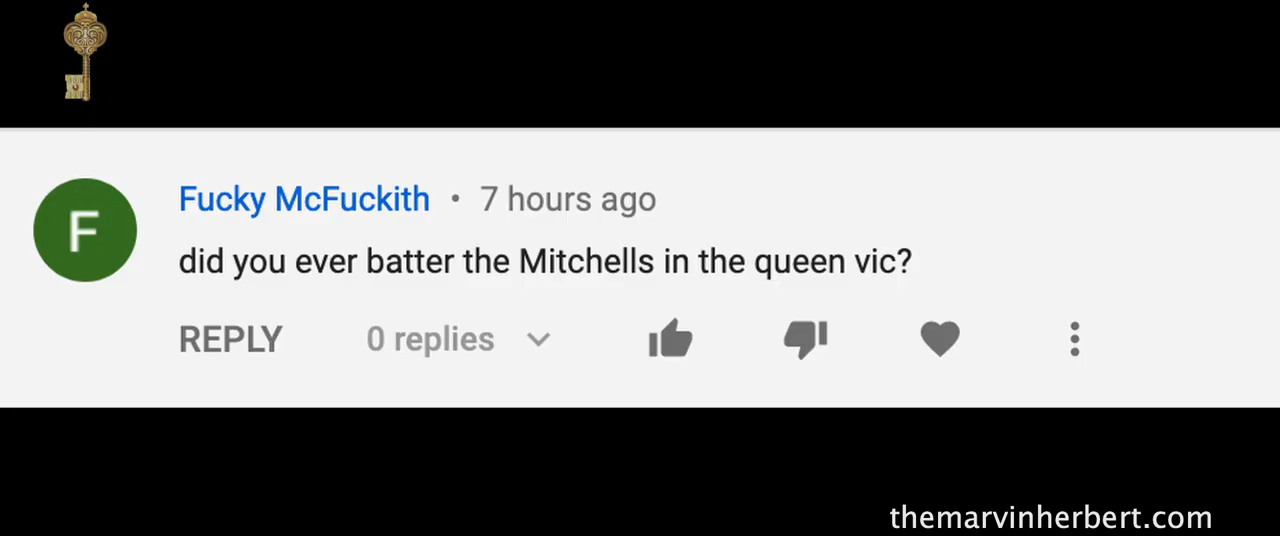 F
Fucky McFuckith • 7 hours ago
did you ever batter the Mitchells in the queen vic?
REPLY 0 replies
themarvinherbert.com